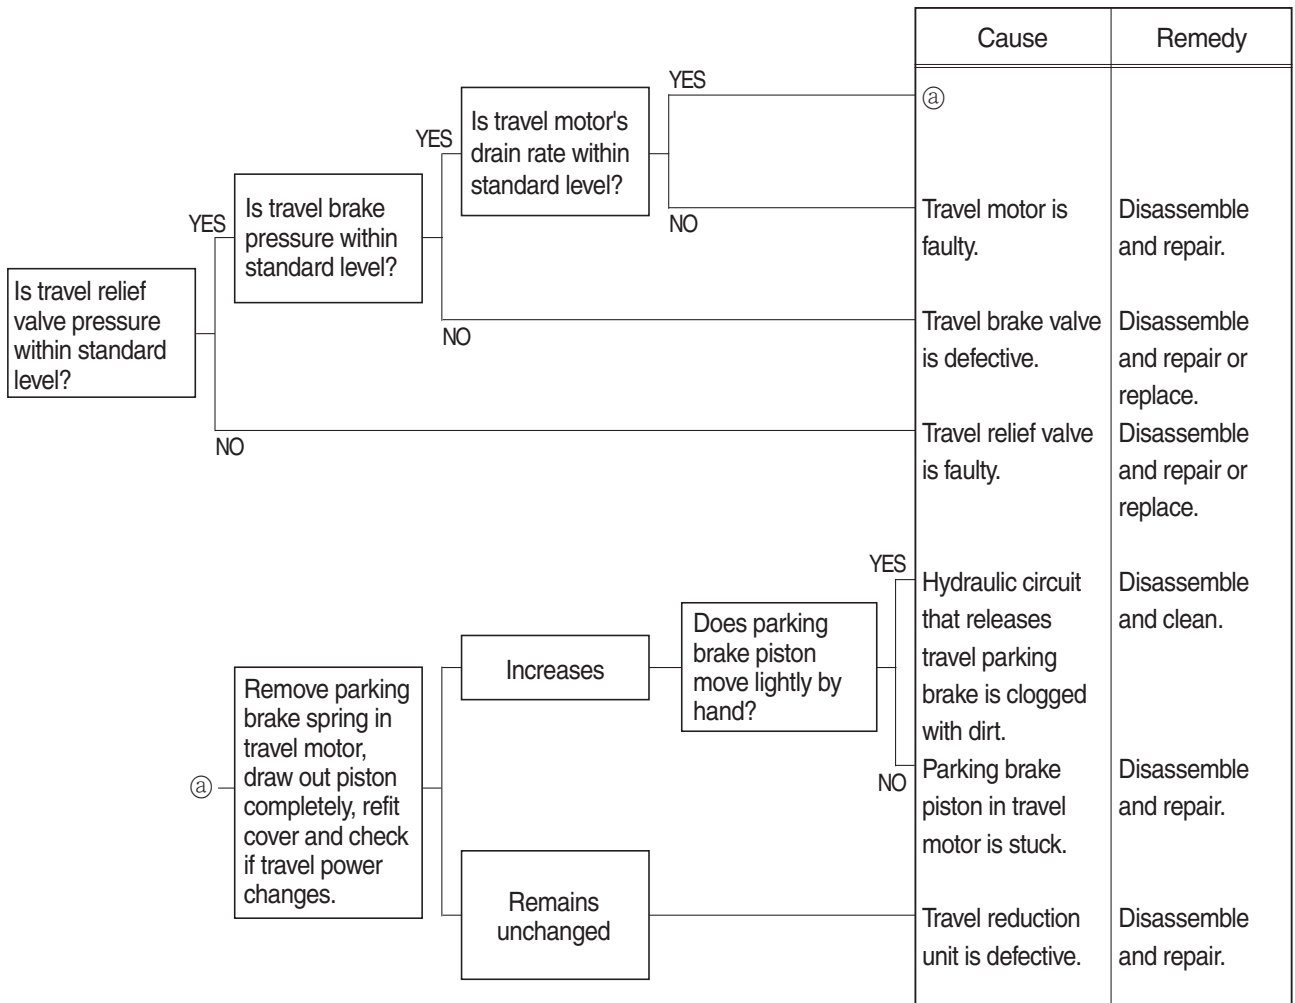 Cause
Remedy
YES
ⓐ
Is travel motor's
drain rate within
standard level?
YES
Is travel brake
pressure within
standard level?
YES
NO
Travel motor is
faulty.
Disassemble
and repair.
Is travel relief
valve pressure
within standard
level?
NO
Travel brake valve
is defective.
Disassemble
and repair or
replace.
NO
Travel relief valve
is faulty.
Disassemble
and repair or
replace.
ⓐ
Remove parking
brake spring in
travel motor,
draw out piston
completely, refit
cover and check
if travel power
changes.
Increases
Does parking
brake piston
move lightly by
hand?
YES
Hydraulic circuit
that releases
travel parking
brake is clogged
with dirt.
Disassemble
and clean.
NO
Parking brake
piston in travel
motor is stuck.
Disassemble
and repair.
Remains
unchanged
Travel reduction
unit is defective.
Disassemble
and repair.